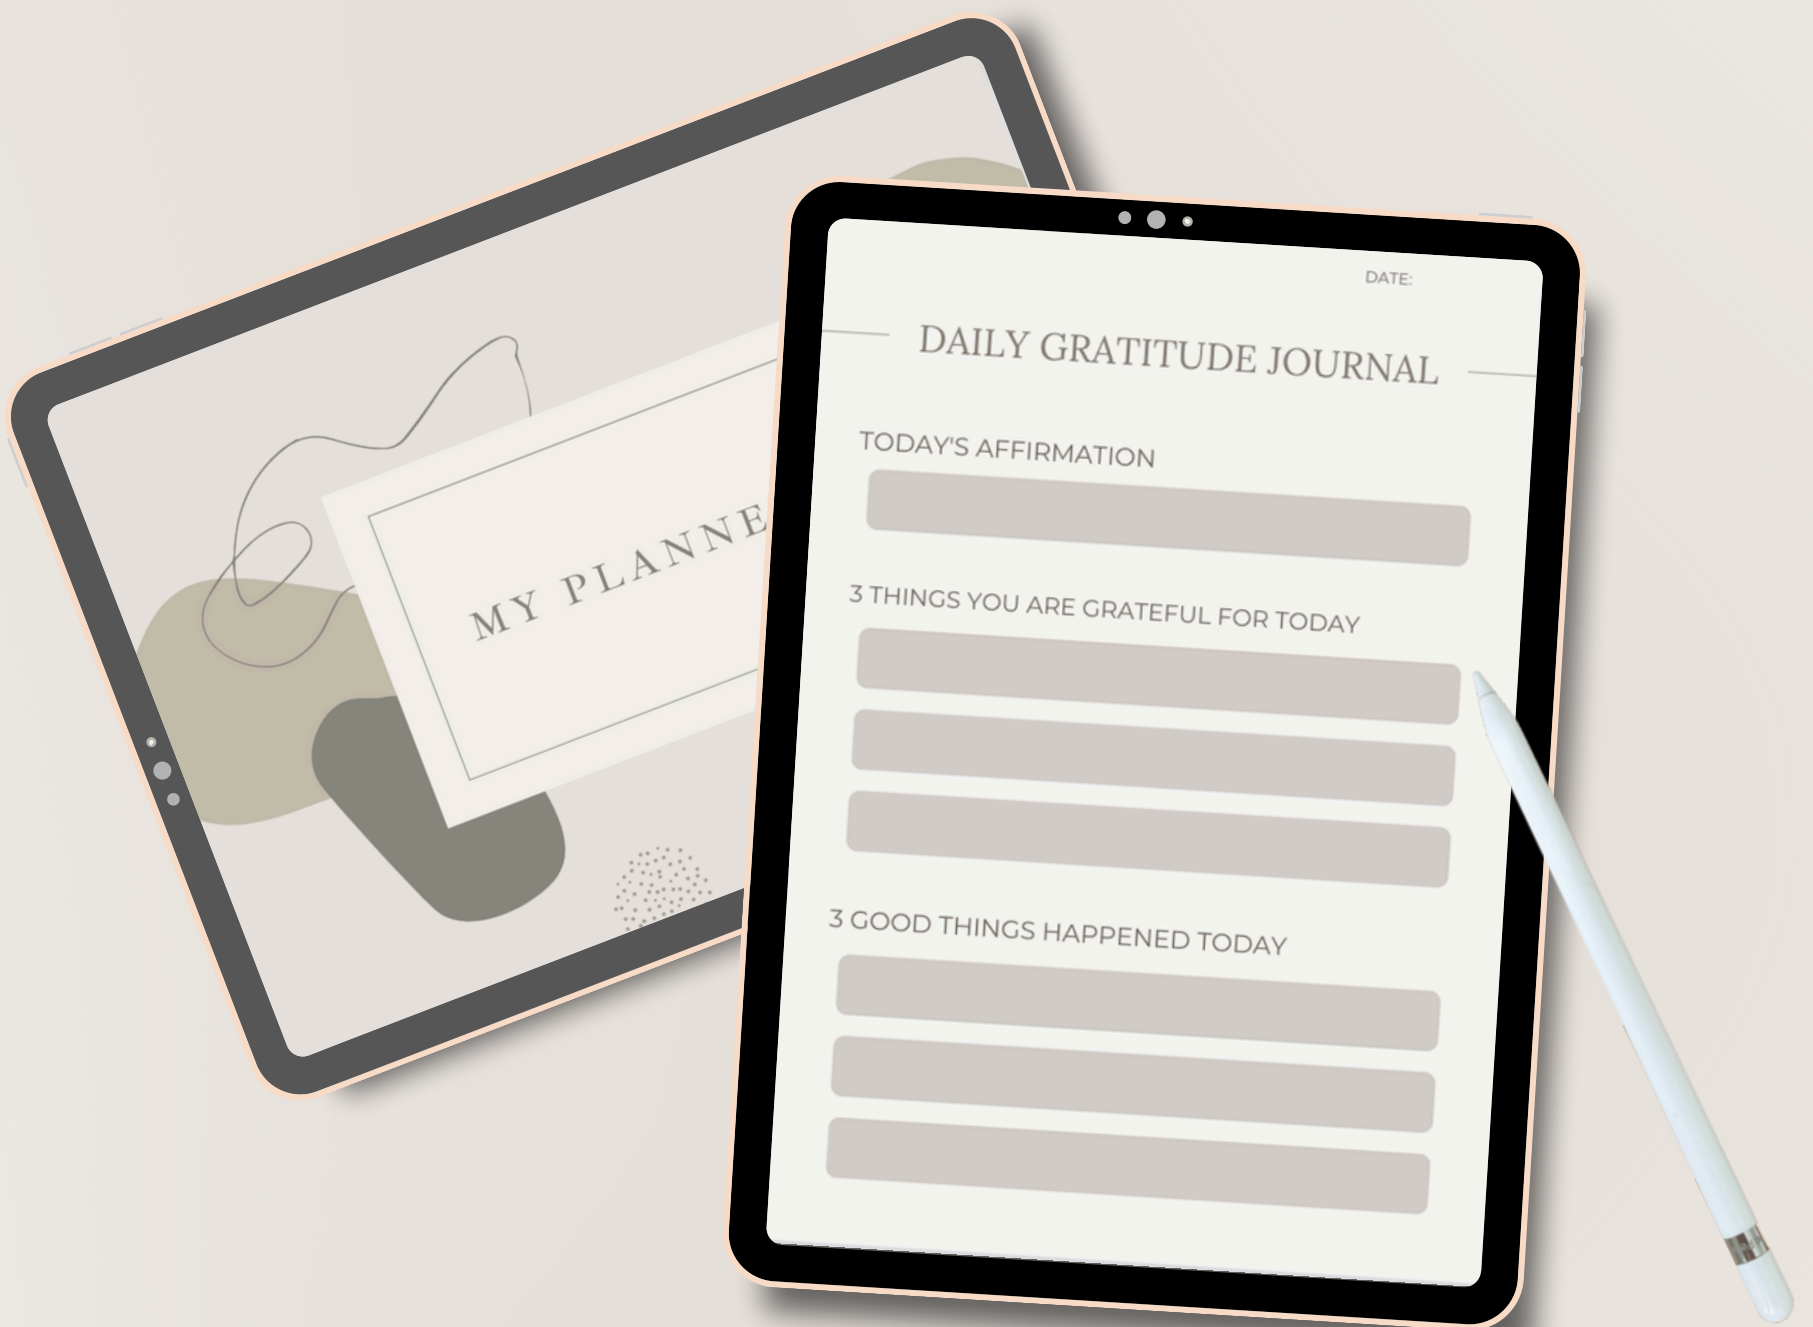 MY PLANNE
DATE:
DAILY GRATITUDE JOURNAL
TODAY'S AFFIRMATION
3 THINGS YOU ARE GRATEFUL FOR TODAY
3 GOOD THINGS HAPPENED TODAY